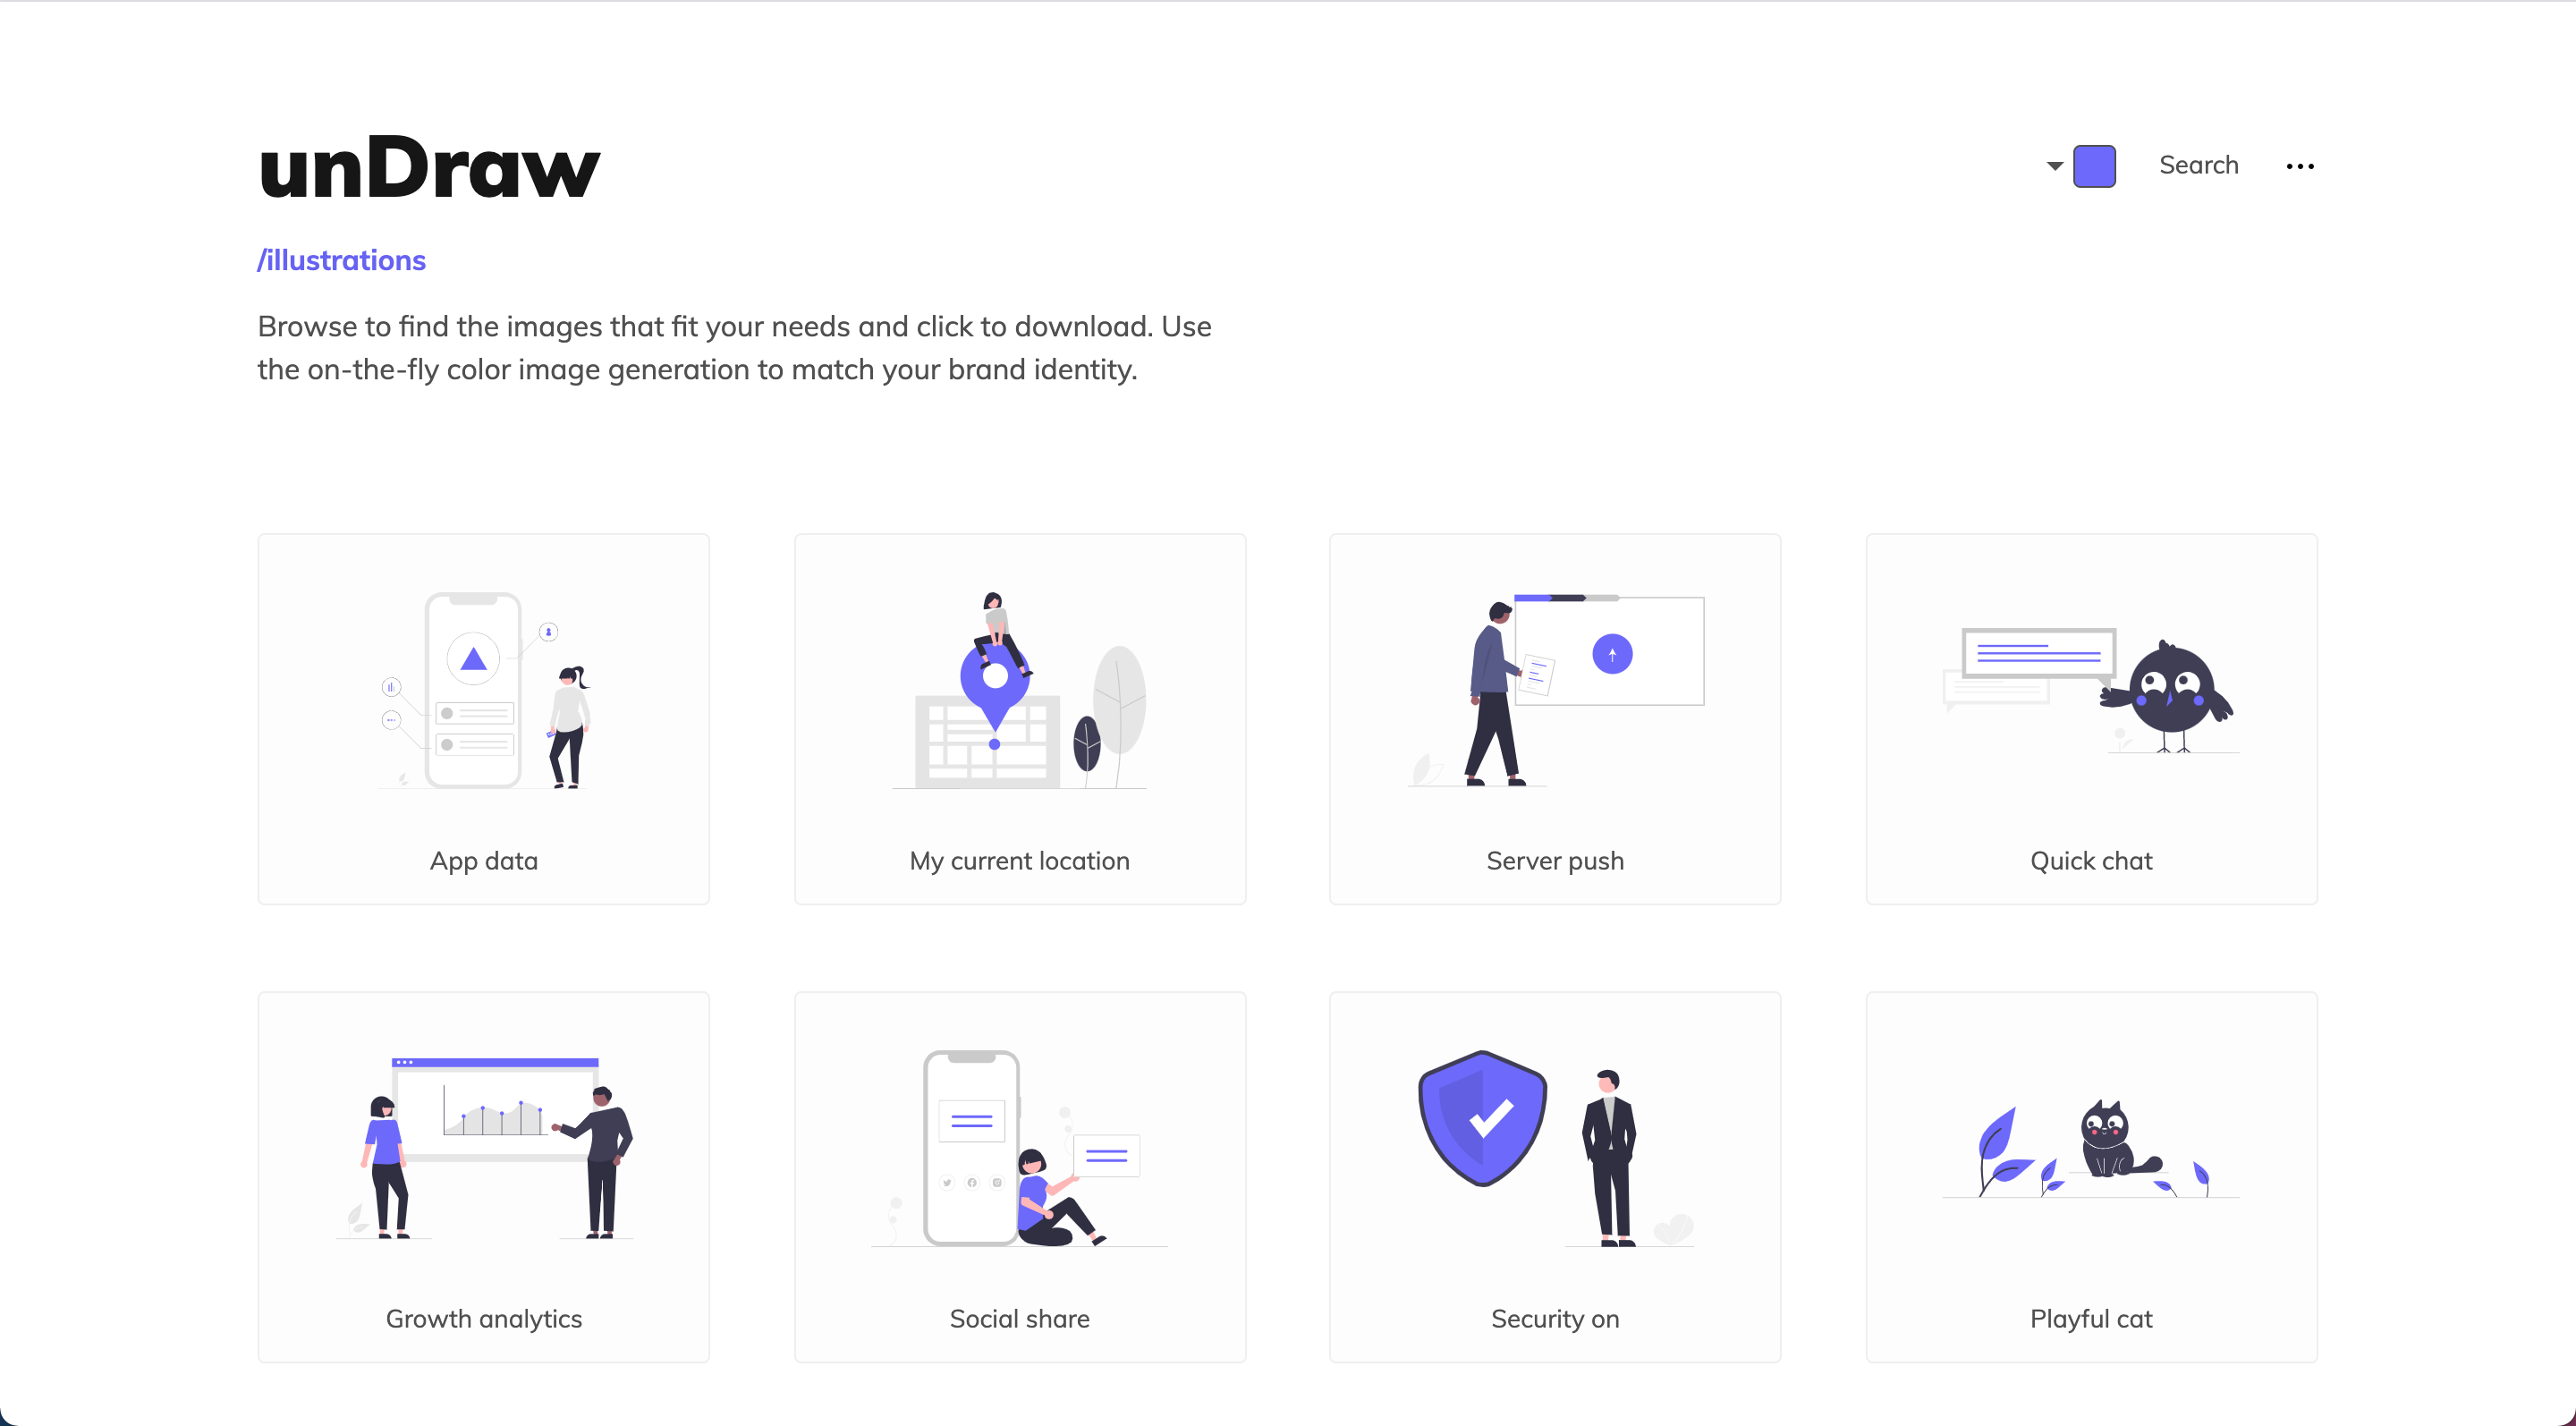 unDraw
Search
/illustrations
Browse to find the images that fit your needs and click to download. Use
the on-the-fly color image generation to match your brand identity.
App data
My current location
Server push
Quick chat
Growth analytics
Social share
Security on
Playful cat